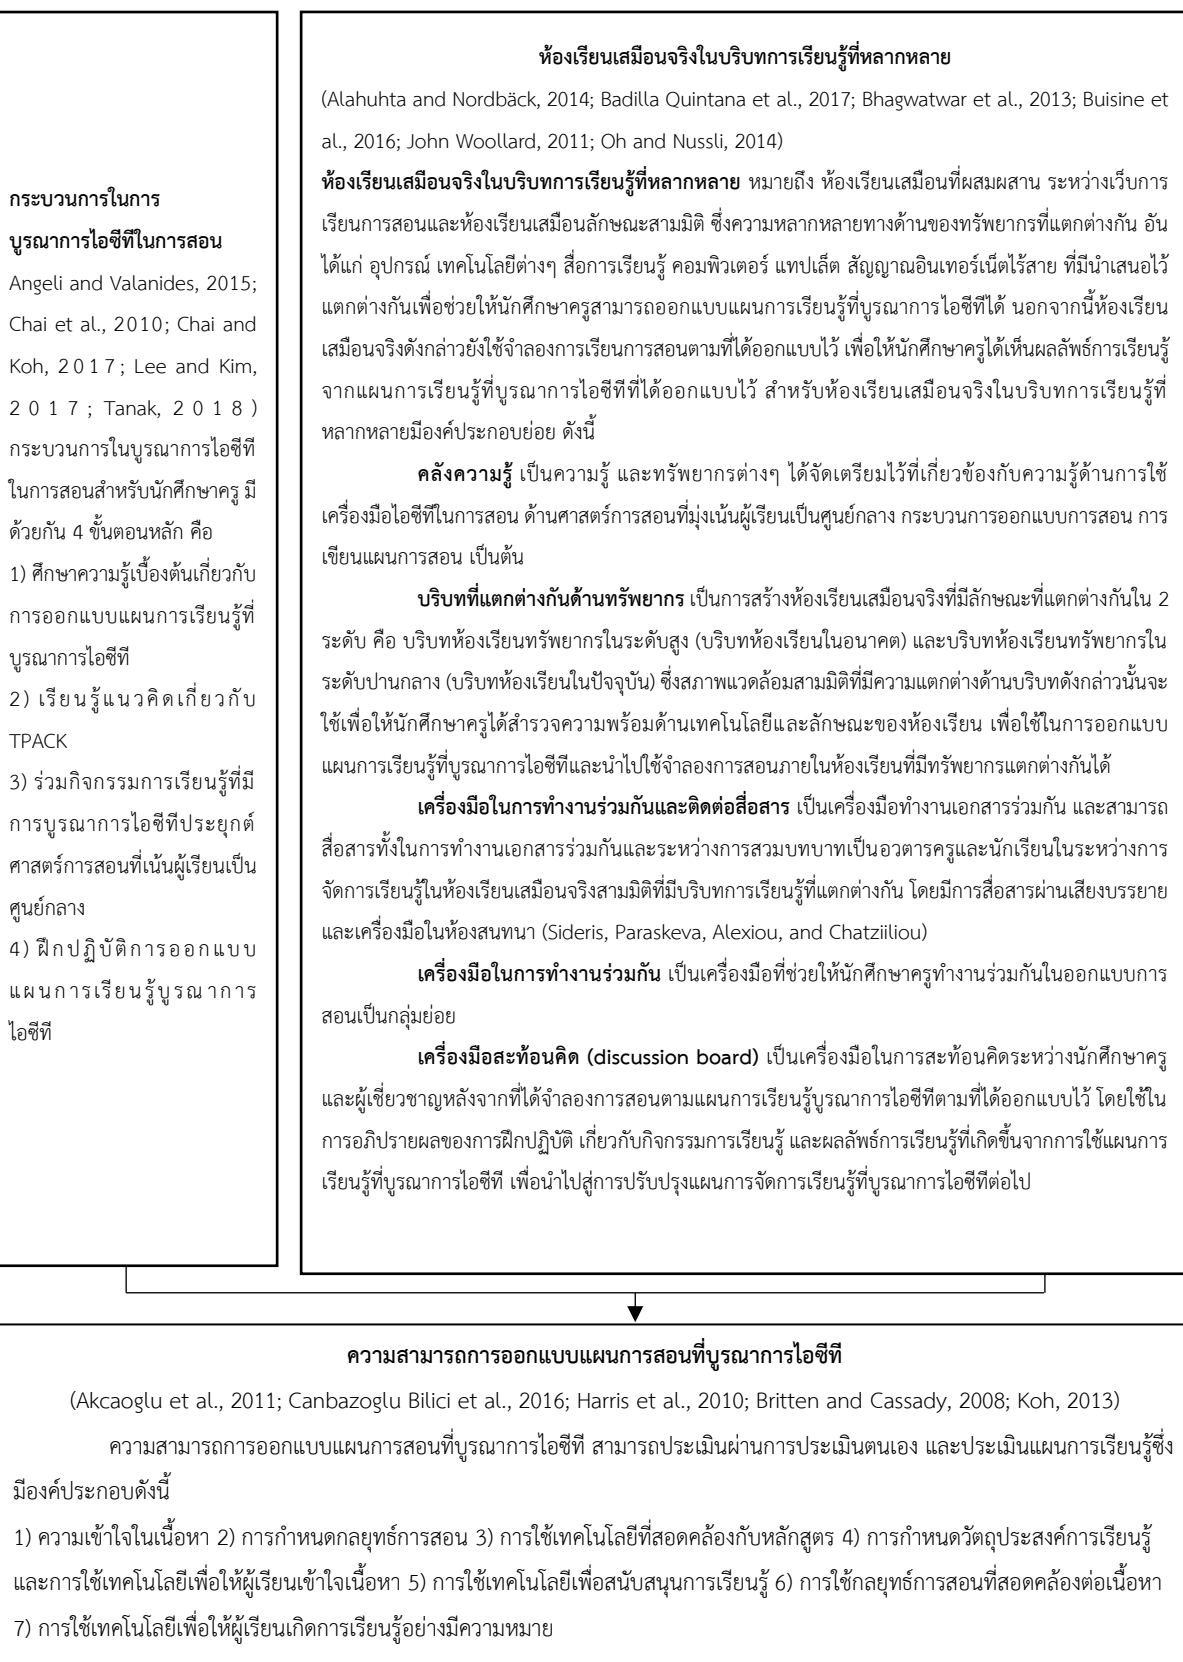 กระบวนการในการ
บูรณาการไอซีทีในการสอน
Angeli and Valanides, 2015;
Chai et al., 2010; Chai and
Koh, 2017; Lee and Kim,
2017; Tanak, 2018)
กระบวนการในบูรณาการไอซีที
ในการสอนสำหรับนักศึกษาครู มี
ด้วยกัน 4 ขั้นตอนหลัก คือ
1) ศึกษาความรู้เบื้องต้นเกี่ยวกับ
การออกแบบแผนการเรียนรู้ที่
บูรณาการไอซีที
2) เรียนรู้แนวคิดเกี่ยวกับ
TPACK
3) ร่วมกิจกรรมการเรียนรู้ที่มี
การบูรณาการไอซีทีประยุกต์
ศาสตร์การสอนที่เน้นผู้เรียนเป็น
ศูนย์กลาง
4) ฝึกปฏิบัติการออกแบบ
แผนการเรียนรู้บูรณาการ
ไอซีที
ห้องเรียนเสมือนจริงในบริบทการเรียนรู้ที่หลากหลาย
(Alahuhta and Nordbäck, 2014; Badilla Quintana et al., 2017; Bhagwatwar et al., 2013; Buisine et
al., 2016; John Woollard, 2011; Oh and Nussli, 2014)
ห้องเรียนเสมือนจริงในบริบทการเรียนรู้ที่หลากหลาย หมายถึง ห้องเรียนเสมือนที่ผสมผสาน ระหว่างเว็บการ
เรียนการสอนและห้องเรียนเสมือนลักษณะสามมิติ ซึ่งความหลากหลายทางด้านของทรัพยากรที่แตกต่างกัน อัน
ได้แก่ อุปกรณ์ เทคโนโลยีต่างๆ สื่อการเรียนรู้ คอมพิวเตอร์ แทปเล็ต สัญญาณอินเทอร์เน็ตไร้สาย ที่มีนำเสนอไว้
แตกต่างกันเพื่อช่วยให้นักศึกษาครูสามารถออกแบบแผนการเรียนรู้ที่บูรณาการไอซีทีได้ นอกจากนี้ห้องเรียน
เสมือนจริงดังกล่าวยังใช้จำลองการเรียนการสอนตามที่ได้ออกแบบไว้ เพื่อให้นักศึกษาครูได้เห็นผลลัพธ์การเรียนรู้
จากแผนการเรียนรู้ที่บูรณาการไอซีทีที่ได้ออกแบบไว้ สำหรับห้องเรียนเสมือนจริงในบริบทการเรียนรู้ที่
หลากหลายมีองค์ประกอบย่อย ดังนี้
คลังความรู้ เป็นความรู้ และทรัพยากรต่างๆ ได้จัดเตรียมไว้ที่เกี่ยวข้องกับความรู้ด้านการใช้
เครื่องมือไอซีทีในการสอน ด้านศาสตร์การสอนที่มุ่งเน้นผู้เรียนเป็นศูนย์กลาง กระบวนการออกแบบการสอน การ
เขียนแผนการสอน เป็นต้น
บริบทที่แตกต่างกันด้านทรัพยากร เป็นการสร้างห้องเรียนเสมือนจริงที่มีลักษณะที่แตกต่างกันใน 2
ระดับ คือ บริบทห้องเรียนทรัพยากรในระดับสูง (บริบทห้องเรียนในอนาคต) และบริบทห้องเรียนทรัพยากรใน
ระดับปานกลาง (บริบทห้องเรียนในปัจจุบัน) ซึ่งสภาพแวดล้อมสามมิติที่มีความแตกต่างด้านบริบทดังกล่าวนั้นจะ
ใช้เพื่อให้นักศึกษาครูได้สำรวจความพร้อมด้านเทคโนโลยีและลักษณะของห้องเรียน เพื่อใช้ในการออกแบบ
แผนการเรียนรู้ที่บูรณาการไอซีทีและนำไปใช้จำลองการสอนภายในห้องเรียนที่มีทรัพยากรแตกต่างกันได้
เครื่องมือในการทำงานร่วมกันและติดต่อสื่อสาร เป็นเครื่องมือทำงานเอกสารร่วมกัน และสามารถ
สื่อสารทั้งในการทำงานเอกสารร่วมกันและระหว่างการสวมบทบาทเป็นอวตารครูและนักเรียนในระหว่างการ
จัดการเรียนรู้ในห้องเรียนเสมือนจริงสามมิติที่มีบริบทการเรียนรู้ที่แตกต่างกัน โดยมีการสื่อสารผ่านเสียงบรรยาย
และเครื่องมือในห้องสนทนา (Sideris, Paraskeva, Alexiou, and Chatziiliou)
เครื่องมือในการทำงานร่วมกัน เป็นเครื่องมือที่ช่วยให้นักศึกษาครูทำงานร่วมกันในออกแบบการ
สอนเป็นกลุ่มย่อย
เครื่องมือสะท้อนคิด (discussion board) เป็นเครื่องมือในการสะท้อนคิดระหว่างนักศึกษาครู
และผู้เชี่ยวชาญหลังจากที่ได้จำลองการสอนตามแผนการเรียนรู้บูรณาการไอซีทีตามที่ได้ออกแบบไว้ โดยใช้ใน
การอภิปรายผลของการฝึกปฏิบัติ เกี่ยวกับกิจกรรมการเรียนรู้ และผลลัพธ์การเรียนรู้ที่เกิดขึ้นจากการใช้แผนการ
เรียนรู้ที่บูรณาการไอซีที เพื่อนำไปสู่การปรับปรุงแผนการจัดการเรียนรู้ที่บูรณาการไอซีทีต่อไป
ความสามารถการออกแบบแผนการสอนที่บูรณาการไอซีที
(Akcaoglu et al., 2011; Canbazoglu Bilici et al., 2016; Harris et al., 2010; Britten and Cassady, 2008; Koh, 2013)
ความสามารถการออกแบบแผนการสอนที่บูรณาการไอซีที สามารถประเมินผ่านการประเมินตนเอง และประเมินแผนการเรียนรู้ซึ่ง
มีองค์ประกอบดังนี้
1) ความเข้าใจในเนื้อหา 2) การกำหนดกลยุทธ์การสอน 3) การใช้เทคโนโลยีที่สอดคล้องกับหลักสูตร 4) การกำหนดวัตถุประสงค์การเรียนรู้
และการใช้เทคโนโลยีเพื่อให้ผู้เรียนเข้าใจเนื้อหา 5) การใช้เทคโนโลยีเพื่อสนับสนุนการเรียนรู้ 6) การใช้กลยุทธ์การสอนที่สอดคล้องต่อเนื้อหา
7) การใช้เทคโนโลยีเพื่อให้ผู้เรียนเกิดการเรียนรู้อย่างมีความหมาย